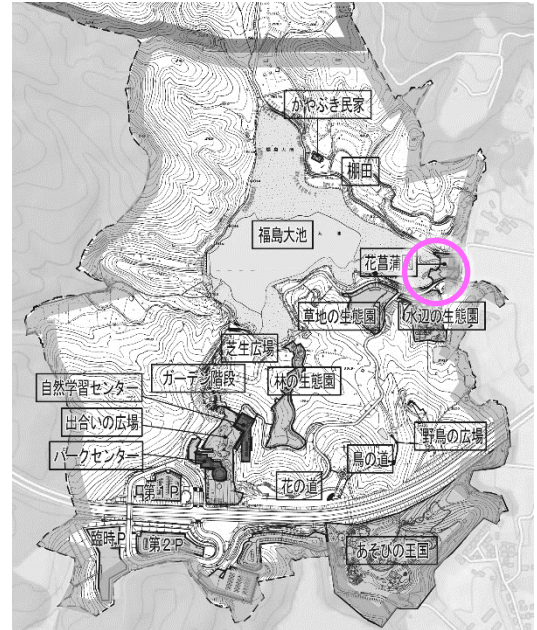 かやぶき民家
棚田
福島大池
花菖蒲園
草地の生態園
水辺の生態園
芝生広場
ガーデン階段
林の生態園
自然学習センター
出合いの広場
パークセンター
野鳥の広場
鳥の道
花の道
第1P
臨時P
第2P
あそびの王国